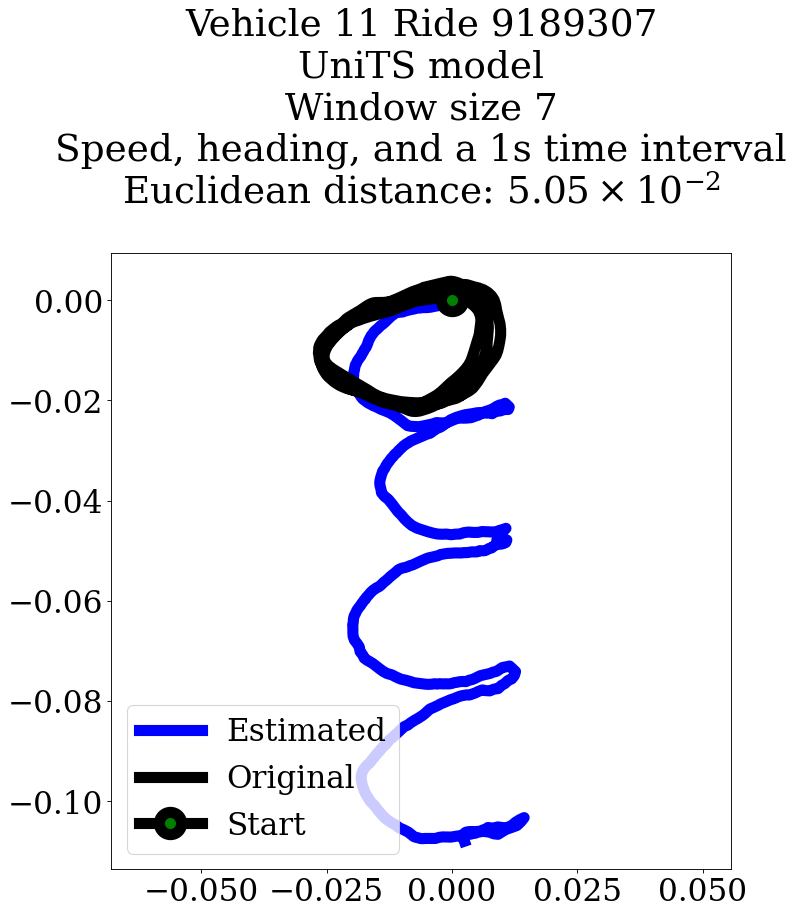 Vehicle 11 Ride 9189307
UniTS model
Window size 7
Speed, heading, and a 1s time interval
Euclidean distance: 5.05 × 10⁻²
0.00
−0.02
−0.04
−0.06
−0.08
−0.10
Estimated
Original
Start
−0.050 −0.025 0.000 0.025 0.050